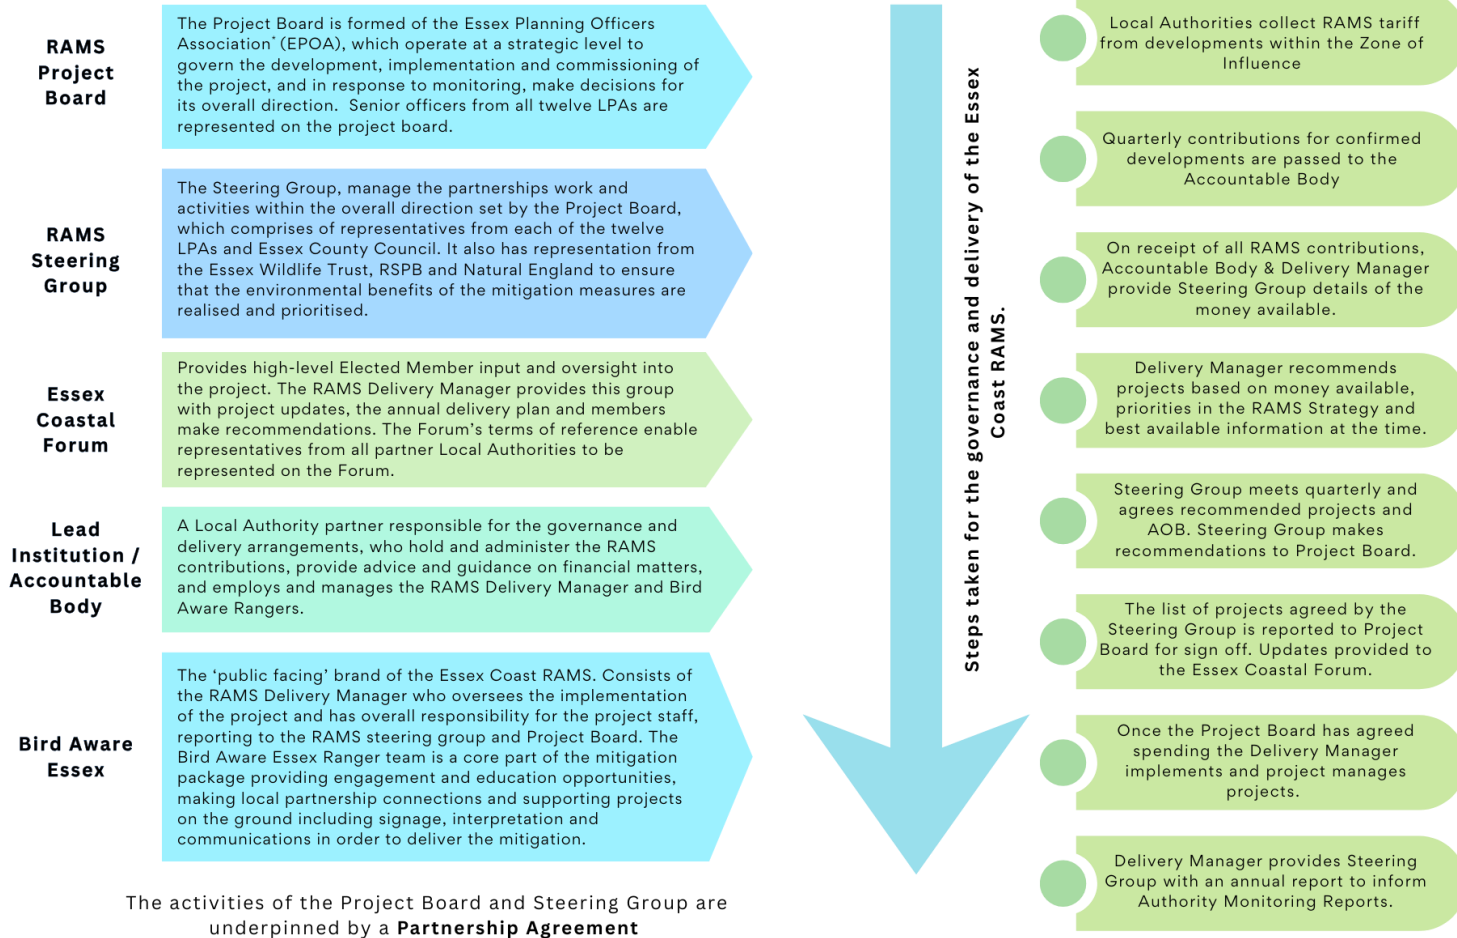 RAMS
Project
Board
The Project Board is formed of the Essex Planning Officers
Association* (EPOA), which operate at a strategic level to
govern the development, implementation and commissioning of
the project, and in response to monitoring, make decisions for
its overall direction. Senior officers from all twelve LPAs are
represented on the project board.
RAMS
Steering
Group
The Steering Group, manage the partnerships work and
activities within the overall direction set by the Project Board,
which comprises of representatives from each of the twelve
LPAs and Essex County Council. It also has representation from
the Essex Wildlife Trust, RSPB and Natural England to ensure
that the environmental benefits of the mitigation measures are
realised and prioritised.
Essex
Coastal
Forum
Provides high-level Elected Member input and oversight into
the project. The RAMS Delivery Manager provides this group
with project updates, the annual delivery plan and members
make recommendations. The Forum's terms of reference enable
representatives from all partner Local Authorities to be
represented on the Forum.
Lead
Institution /
Accountable
Body
A Local Authority partner responsible for the governance and
delivery arrangements, who hold and administer the RAMS
contributions, provide advice and guidance on financial matters,
and employs and manages the RAMS Delivery Manager and Bird
Aware Rangers.
Bird Aware
Essex
The 'public facing' brand of the Essex Coast RAMS. Consists of
the RAMS Delivery Manager who oversees the implementation
of the project and has overall responsibility for the project staff,
reporting to the RAMS steering group and Project Board. The
Bird Aware Essex Ranger team is a core part of the mitigation
package providing engagement and education opportunities,
making local partnership connections and supporting projects
on the ground including signage, interpretation and
communications in order to deliver the mitigation.
The activities of the Project Board and Steering Group are
underpinned by a Partnership Agreement
Steps taken for the governance and delivery of the Essex
Coast RAMS.
Local Authorities collect RAMS tariff
from developments within the Zone of
Influence
Quarterly contributions for confirmed
developments are passed to the
Accountable Body
On receipt of all RAMS contributions,
Accountable Body & Delivery Manager
provide Steering Group details of the
money available.
Delivery Manager recommends
projects based on money available,
priorities in the RAMS Strategy and
best available information at the time.
Steering Group meets quarterly and
agrees recommended projects and
AOB. Steering Group makes
recommendations to Project Board.
The list of projects agreed by the
Steering Group is reported to Project
Board for sign off. Updates provided to
the Essex Coastal Forum.
Once the Project Board has agreed
spending the Delivery Manager
implements and project manages
projects.
Delivery Manager provides Steering
Group with an annual report to inform
Authority Monitoring Reports.